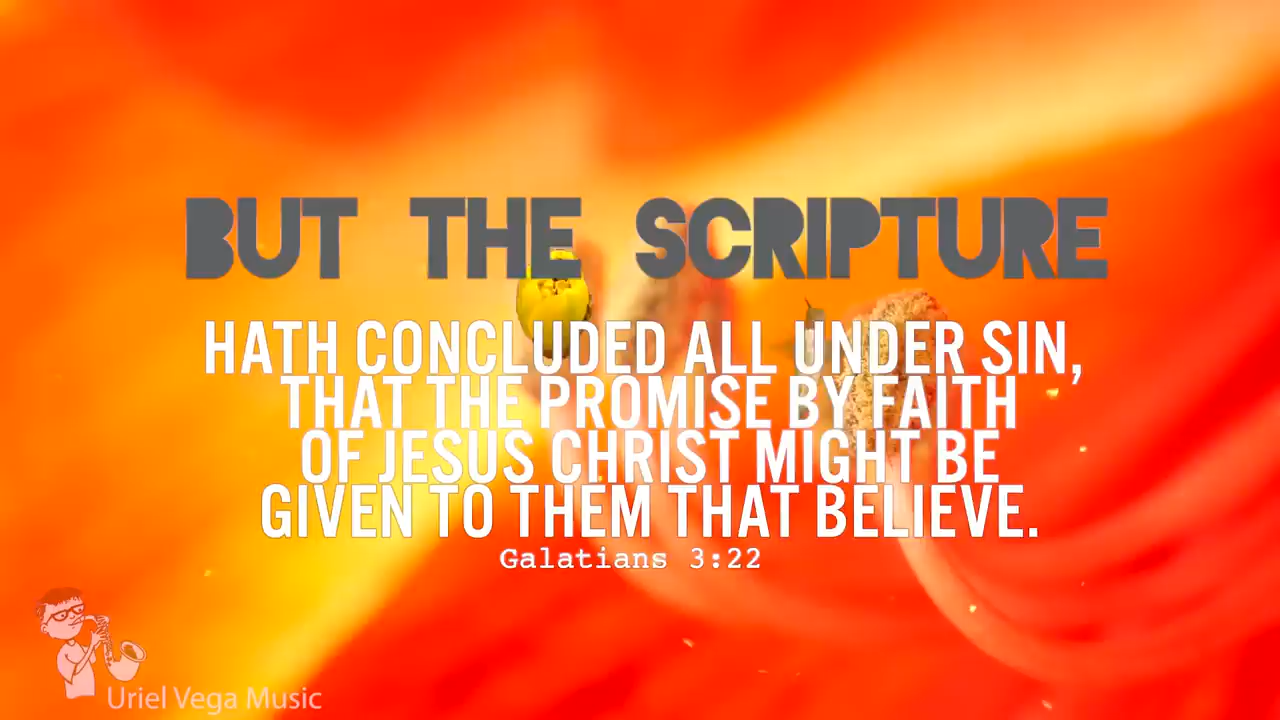 BUT THE SCRIPTURE
HATH CONCLUDED ALL UNDER SIN,
THAT THE PROMISE BY FAITH
OF JESUS CHRIST MIGHT BE
GIVEN TO THEM THAT BELIEVE.
Galatians 3:22
Uriel Vega Music